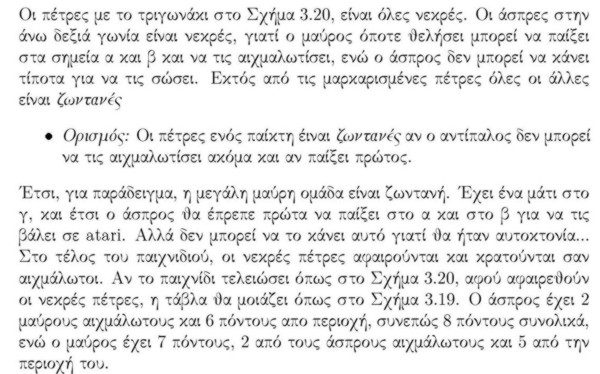 Οι πέτρες με το τριγωνάκι στο Σχήμα 3.20, είναι όλες νεκρές. Οι άσπρες στην
άνω δεξιά γωνία είναι νεκρές, γιατί ο μαύρος όποτε θελήσει μπορεί να παίξει
στα σημεία α και β και να τις αιχμαλωτίσει, ενώ ο άσπρος δεν μπορεί να κάνει
τίποτα για να τις σώσει. Εκτός από τις μαρκαρισμένες πέτρες όλες οι άλλες
είναι ζωντανές
• Ορισμός: Οι πέτρες ενός παίκτη έιναι ζωντανές αν ο αντίπαλος δεν μπορεί
να τις αιχμαλωτίσει ακόμα και αν παίξει πρώτος.
Έτσι, για παράδειγμα, η μεγάλη μαύρη ομάδα είναι ζωντανή. Έχει ένα μάτι στο
γ, και έτσι ο άσπρος θα έπρεπε πρώτα να παίξει στο α και στο β για να τις
βάλει σε atari. Αλλά δεν μπορεί να το κάνει αυτό γιατί θα ήταν αυτοκτονία...
Στο τέλος του παιχνιδιού, οι νεκρές πέτρες αφαιρούνται και κρατούνται σαν
αιχμάλωτοι. Αν το παιχνίδι τελειώσει όπως στο Σχήμα 3.20, αφού αφαιρεθούν
οι νεκρές πέτρες, η τάβλα θα μοιάζει όπως στο Σχήμα 3.19. Ο άσπρος έχει 2
μαύρους αιχμάλωτους και 6 πόντους απο περιοχή, συνεπώς 8 πόντους συνολικά,
ενώ ο μαύρος έχει 7 πόντους, 2 από τους άσπρους αιχμάλωτους και 5 από την
περιοχή του.